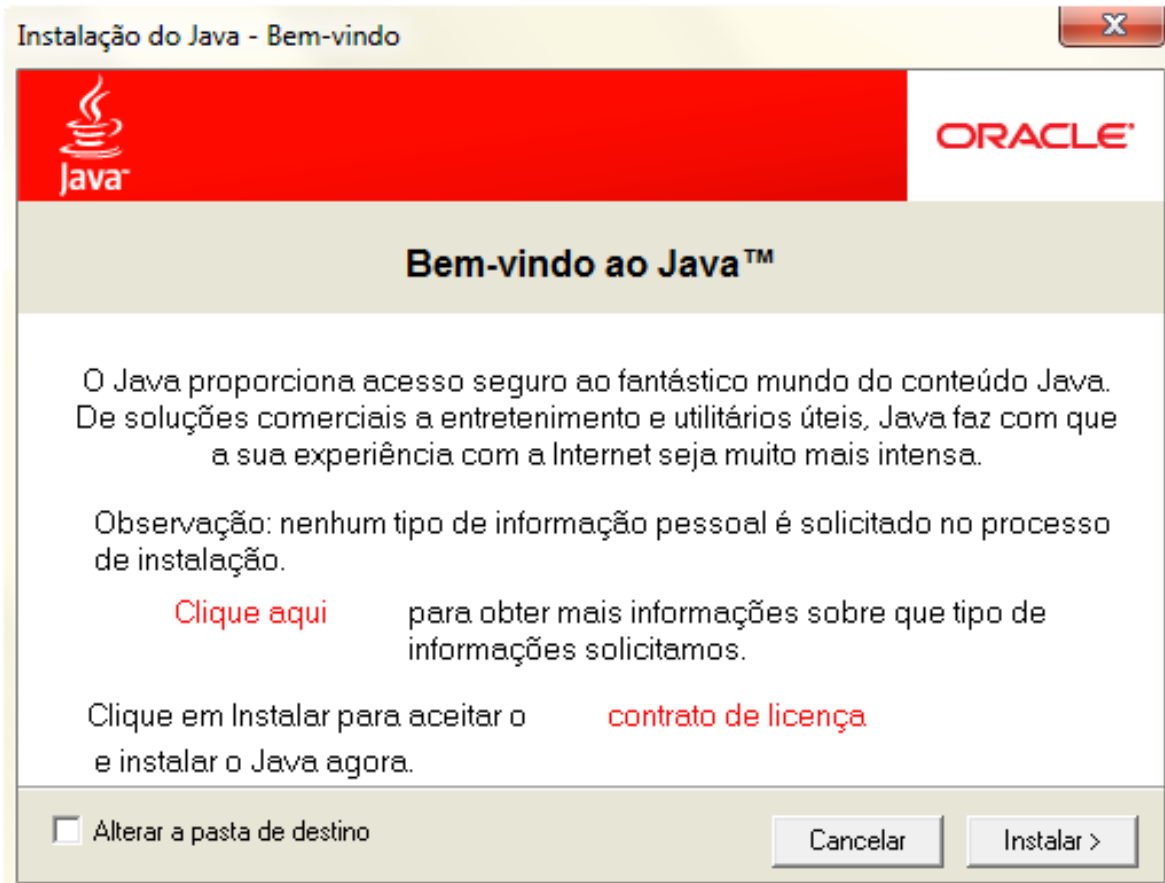 Instalação do Java - Bem-vindo
Java™
ORACLE®
Bem-vindo ao Java™
O Java proporciona acesso seguro ao fantástico mundo do conteúdo Java.
De soluções comerciais a entretenimento e utilitários úteis, Java faz com que
a sua experiência com a Internet seja muito mais intensa.
Observação: nenhum tipo de informação pessoal é solicitado no processo
de instalação.
Clique aqui para obter mais informações sobre que tipo de
informações solicitamos.
Clique em Instalar para aceitar o contrato de licença
e instalar o Java agora.
Alterar a pasta de destino
Cancelar
Instalar >